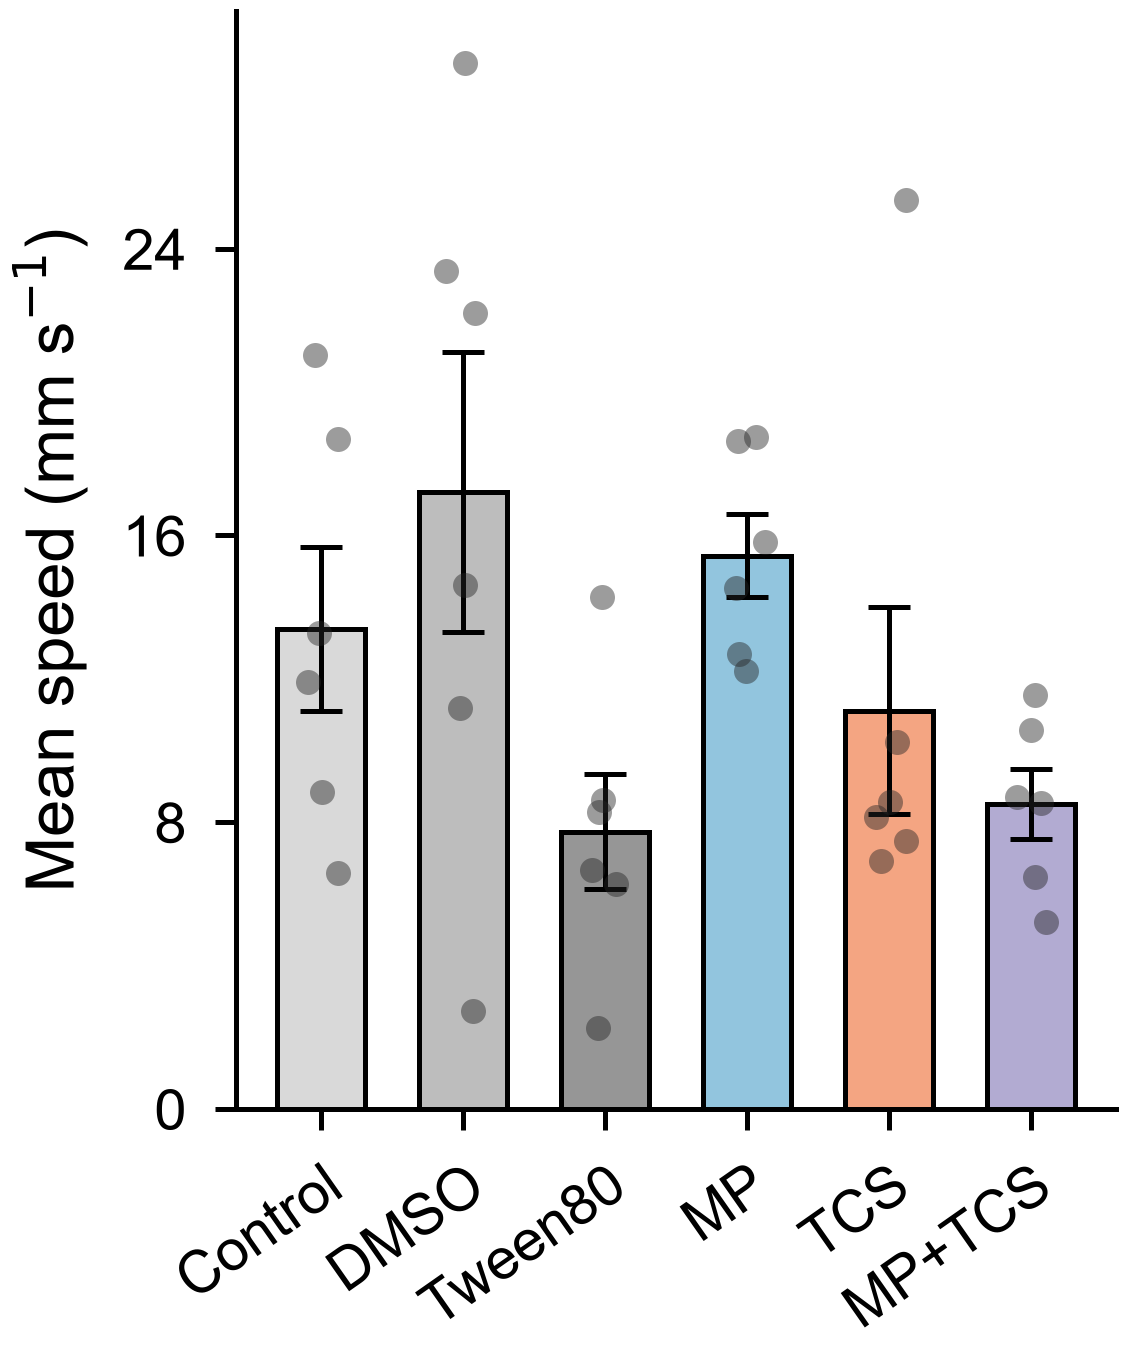 Mean speed (mm s⁻¹)
24
16
8
0
Control
DMSO
Tween80
MP
TCS
MP+TCS